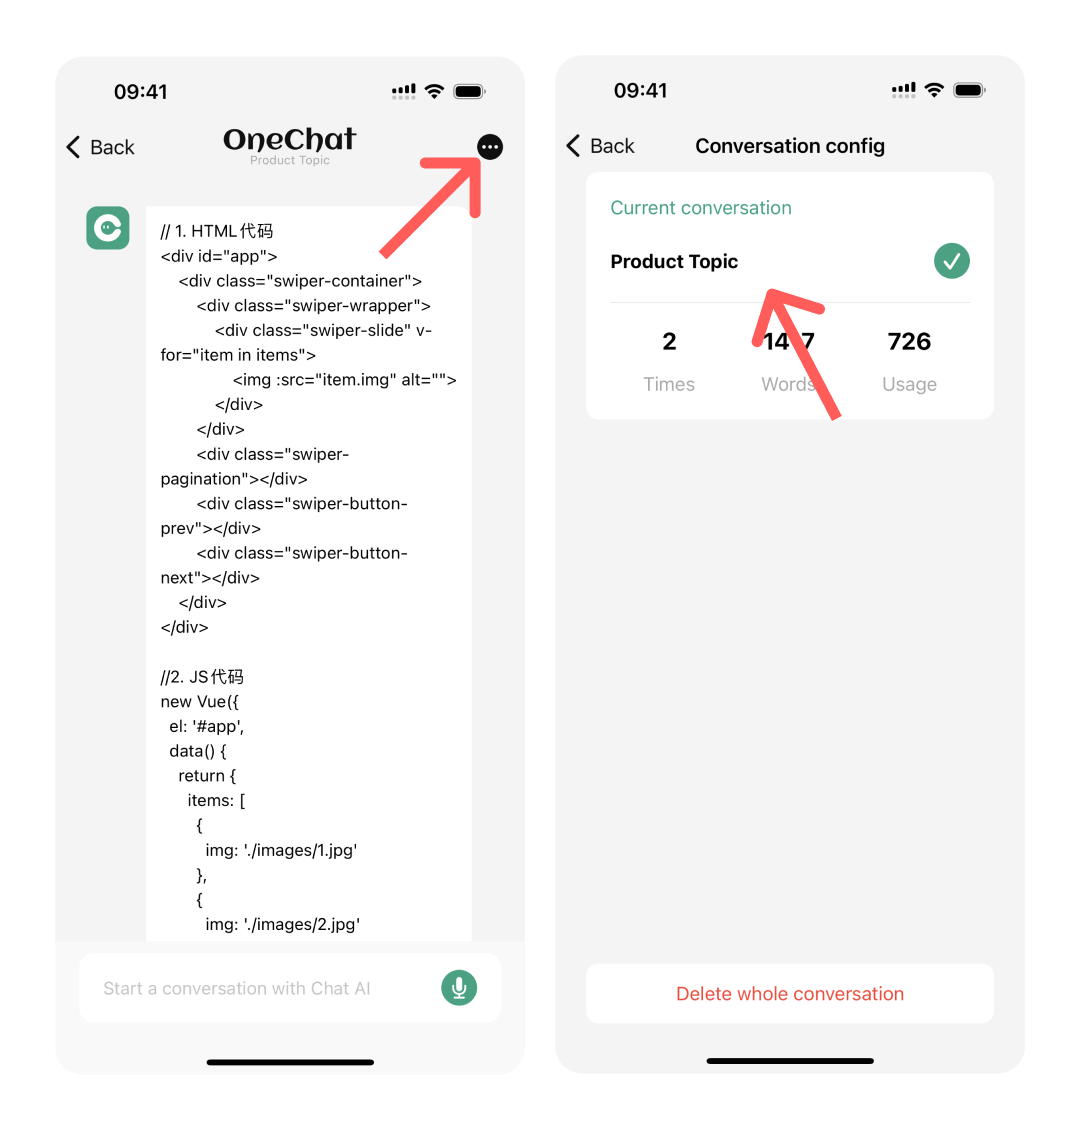 09:41
Back
OneChat
Product Topic
// 1. HTML代码
<div id="app">
<div class="swiper-container">
<div class="swiper-wrapper">
<div class="swiper-slide" v-
for="item in items">
<img :src="item.img" alt="">
</div>
</div>
<div class="swiper-
pagination"></div>
<div class="swiper-button-
prev"></div>
<div class="swiper-button-
next"></div>
</div>
</div>
//2. JS代码
new Vue({
el: '#app',
data() {
return {
items: [
{
img: './images/1.jpg'
},
{
img: './images/2.jpg'
Start a conversation with Chat AI
09:41
Back
Conversation config
Current conversation
Product Topic
2
726
Times
Words
Usage
Delete whole conversation